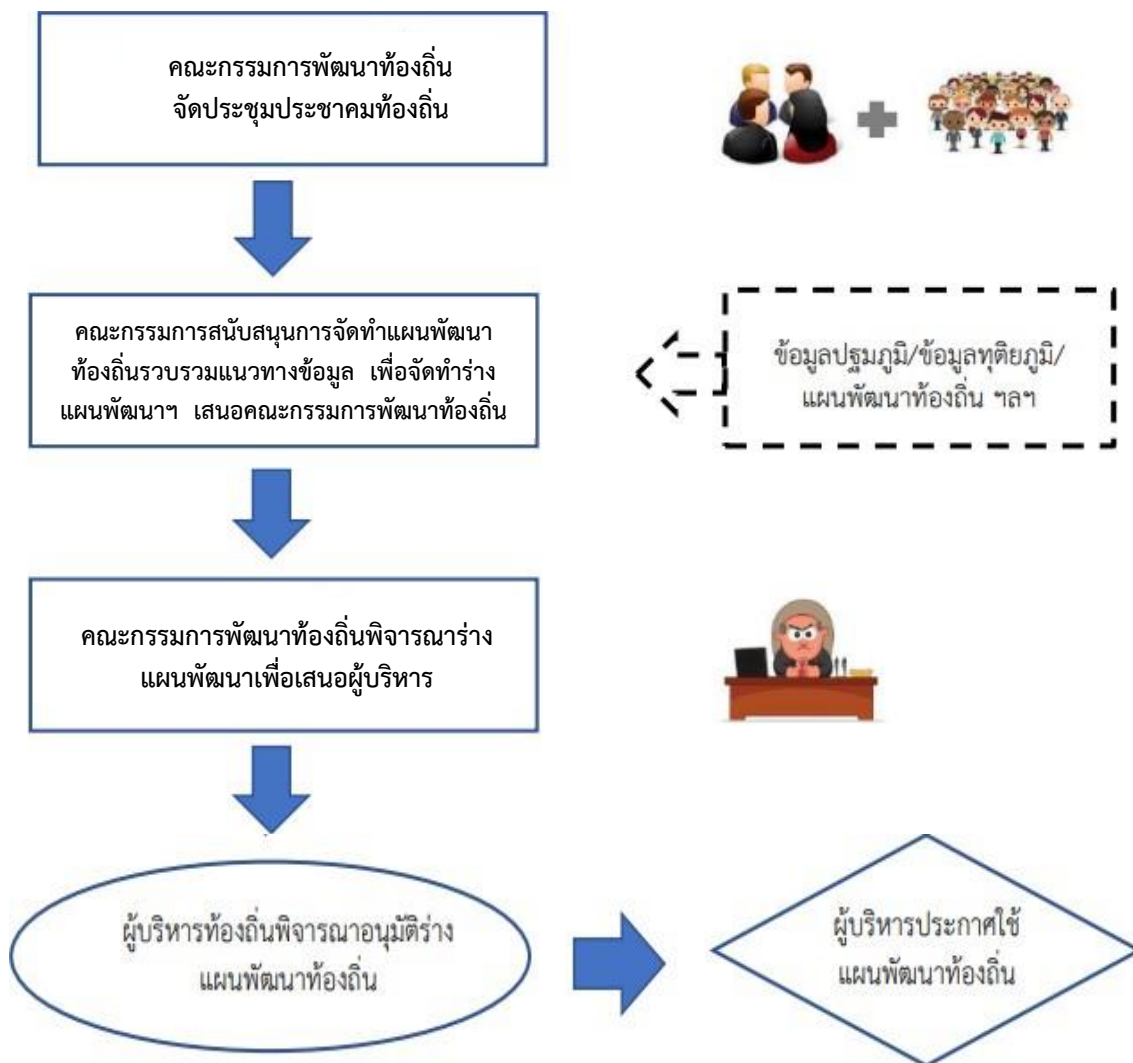 คณะกรรมการพัฒนาท้องถิ่น
จัดประชุมประชาคมท้องถิ่น
คณะกรรมการสนับสนุนการจัดทำแผนพัฒนา
ท้องถิ่นรวบรวมแนวทางข้อมูล เพื่อจัดทำร่าง
แผนพัฒนาฯ เสนอคณะกรรมการพัฒนาท้องถิ่น
ข้อมูลปฐมภูมิ/ข้อมูลทุติยภูมิ/
แผนพัฒนาท้องถิ่น ฯลฯ
คณะกรรมการพัฒนาท้องถิ่นพิจารณาร่าง
แผนพัฒนาเพื่อเสนอผู้บริหาร
ผู้บริหารท้องถิ่นพิจารณาอนุมัติร่าง
แผนพัฒนาท้องถิ่น
ผู้บริหารประกาศใช้
แผนพัฒนาท้องถิ่น